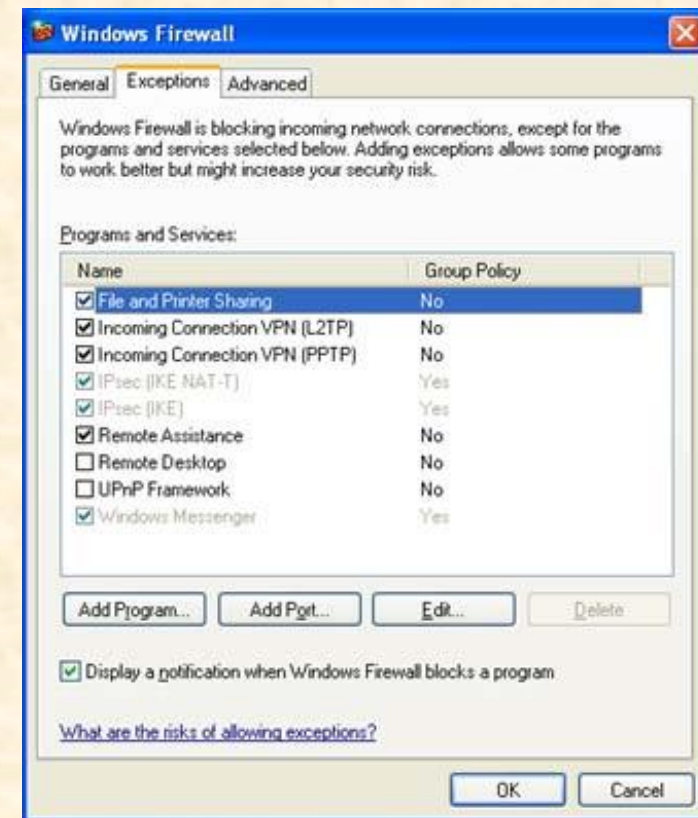 Windows Firewall
General Exceptions Advanced
Windows Firewall is blocking incoming network connections, except for the
programs and services selected below. Adding exceptions allows some programs
to work better but might increase your security risk.
Programs and Services:
Name Group Policy
File and Printer Sharing No
Incoming Connection VPN (L2TP) No
Incoming Connection VPN (PPTP) No
IPsec (IKE NAT-T) Yes
IPsec (IKE) Yes
Remote Assistance No
Remote Desktop No
UPnP Framework No
Windows Messenger Yes
Add Program... Add Port... Edit... Delete
Display a notification when Windows Firewall blocks a program
What are the risks of allowing exceptions?
OK Cancel